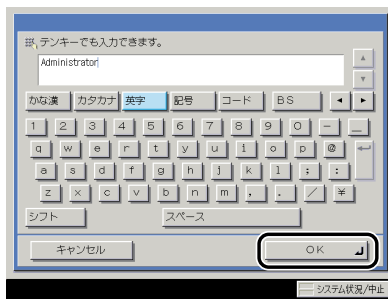 テンキーでも入力できます。
Administrator
かな漢 カタカナ 英字 記号 コード BS
1 2 3 4 5 6 7 8 9 0 - _
q w e r t y u i o p @
a s d f g h j k l ; :
z x c v b n m , . / ¥
シフト スペース
キャンセル OK
システム状況/中止